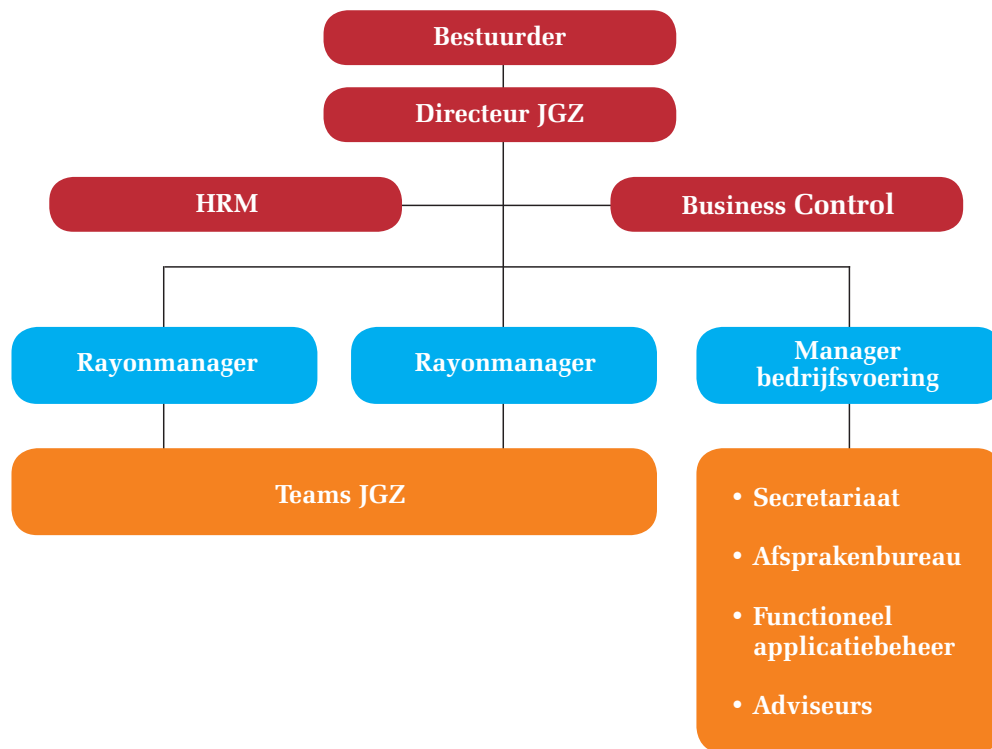 Bestuurder
Directeur JGZ
HRM
Business Control
Rayonmanager
Rayonmanager
Manager
bedrijfsvoering
Teams JGZ
• Secretariaat
• Afsprakenbureau
• Functioneel
applicatiebeheer
• Adviseurs